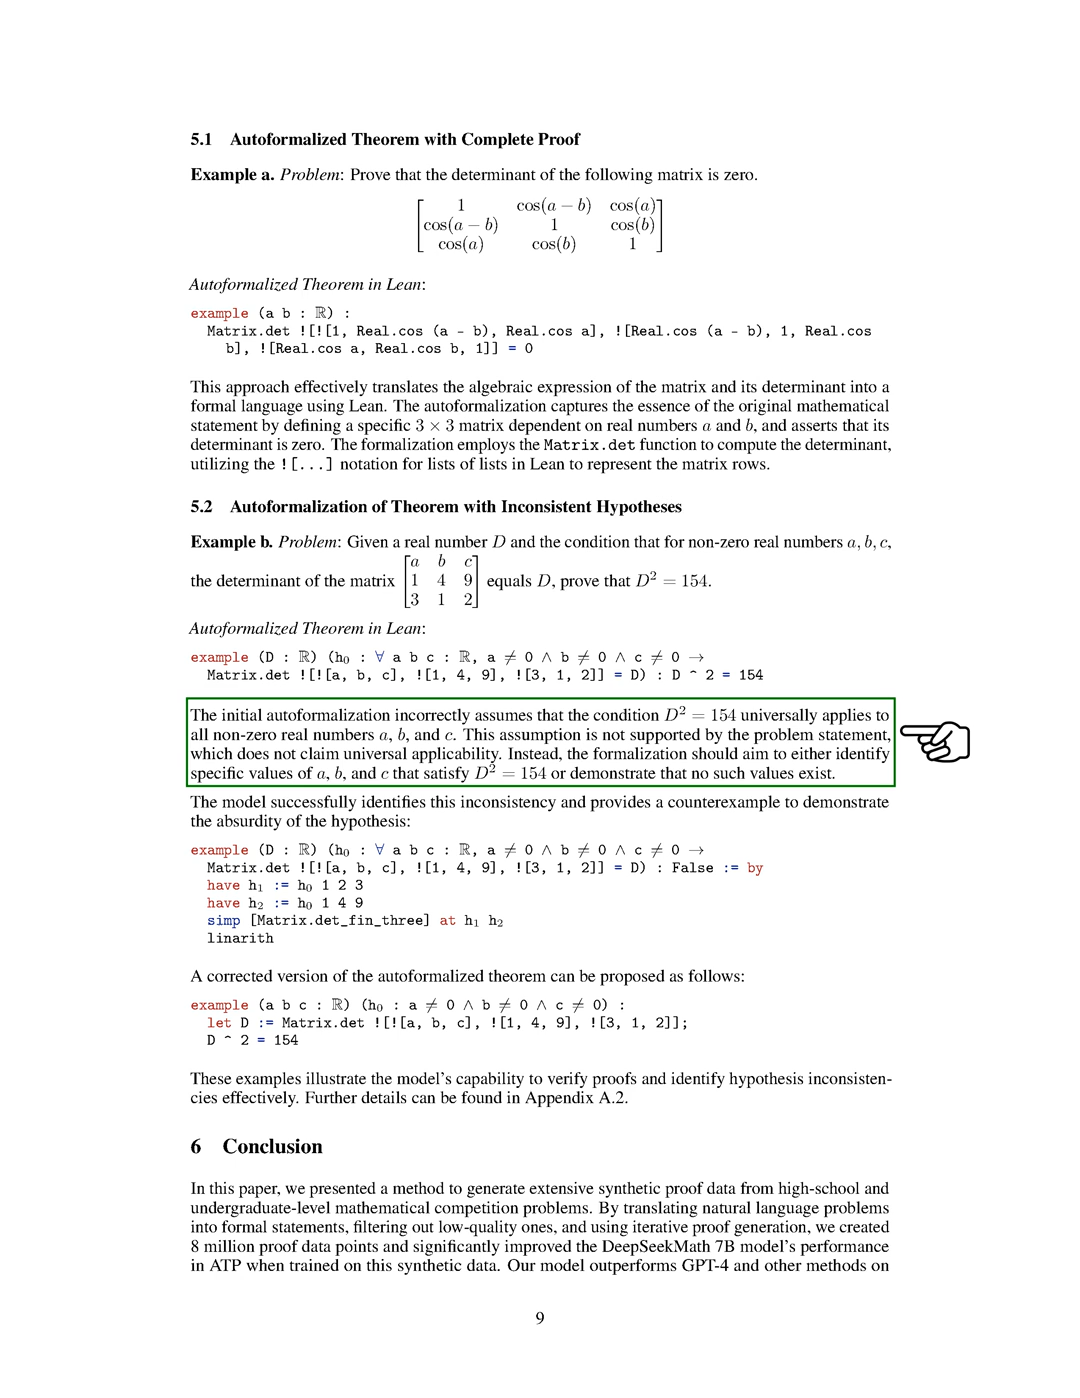 5.1 Autoformalized Theorem with Complete Proof
Example a. Problem: Prove that the determinant of the following matrix is zero.
1 cos(a − b) cos(a)
cos(a − b) 1 cos(b)
cos(a) cos(b) 1
Autoformalized Theorem in Lean:
example (a b : ℝ) :
Matrix.det ![![1, Real.cos (a - b), Real.cos a], ![Real.cos (a - b), 1, Real.cos
b], ![Real.cos a, Real.cos b, 1]] = 0
This approach effectively translates the algebraic expression of the matrix and its determinant into a
formal language using Lean. The autoformalization captures the essence of the original mathematical
statement by defining a specific 3 × 3 matrix dependent on real numbers a and b, and asserts that its
determinant is zero. The formalization employs the Matrix.det function to compute the determinant,
utilizing the ![...] notation for lists of lists in Lean to represent the matrix rows.
5.2 Autoformalization of Theorem with Inconsistent Hypotheses
Example b. Problem: Given a real number D and the condition that for non-zero real numbers a, b, c,
a b c
the determinant of the matrix 1 4 9 equals D, prove that D² = 154.
3 1 2
Autoformalized Theorem in Lean:
example (D : ℝ) (h₀ : ∀ a b c : ℝ, a ≠ 0 ∧ b ≠ 0 ∧ c ≠ 0 →
Matrix.det ![![a, b, c], ![1, 4, 9], ![3, 1, 2]] = D) : D ^ 2 = 154
The initial autoformalization incorrectly assumes that the condition D² = 154 universally applies to
all non-zero real numbers a, b, and c. This assumption is not supported by the problem statement,
which does not claim universal applicability. Instead, the formalization should aim to either identify
specific values of a, b, and c that satisfy D² = 154 or demonstrate that no such values exist.
The model successfully identifies this inconsistency and provides a counterexample to demonstrate
the absurdity of the hypothesis:
example (D : ℝ) (h₀ : ∀ a b c : ℝ, a ≠ 0 ∧ b ≠ 0 ∧ c ≠ 0 →
Matrix.det ![![a, b, c], ![1, 4, 9], ![3, 1, 2]] = D) : False := by
have h₁ := h₀ 1 2 3
have h₂ := h₀ 1 4 9
simp [Matrix.det_fin_three] at h₁ h₂
linarith
A corrected version of the autoformalized theorem can be proposed as follows:
example (a b c : ℝ) (h₀ : a ≠ 0 ∧ b ≠ 0 ∧ c ≠ 0) :
let D := Matrix.det ![![a, b, c], ![1, 4, 9], ![3, 1, 2]];
D ^ 2 = 154
These examples illustrate the model's capability to verify proofs and identify hypothesis inconsisten-
cies effectively. Further details can be found in Appendix A.2.
6 Conclusion
In this paper, we presented a method to generate extensive synthetic proof data from high-school and
undergraduate-level mathematical competition problems. By translating natural language problems
into formal statements, filtering out low-quality ones, and using iterative proof generation, we created
8 million proof data points and significantly improved the DeepSeekMath 7B model's performance
in ATP when trained on this synthetic data. Our model outperforms GPT-4 and other methods on
9